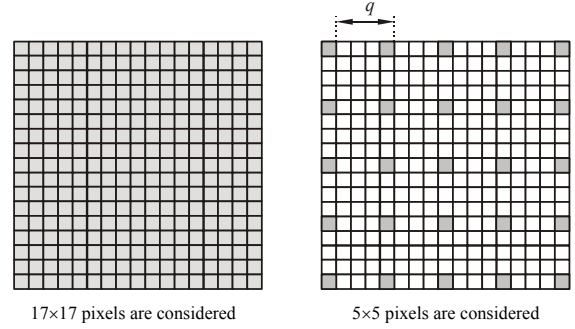 q
17×17 pixels are considered
5×5 pixels are considered